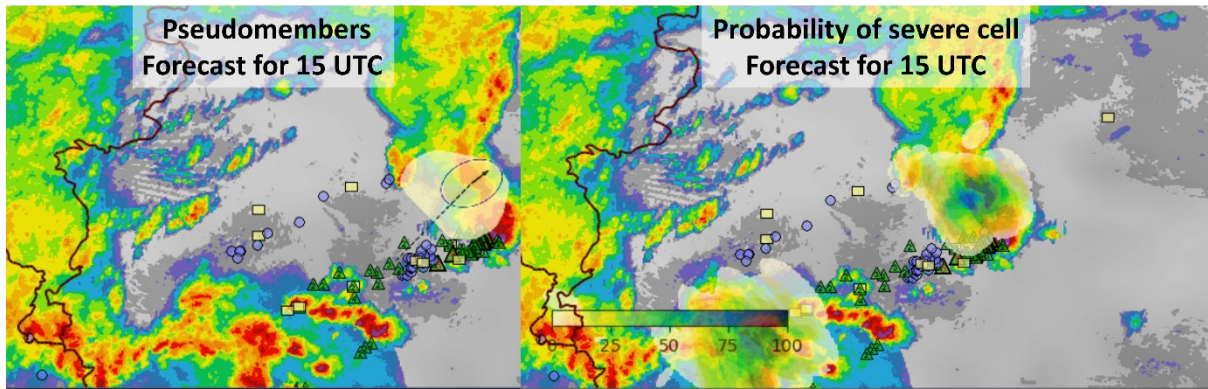 Pseudomembers
Forecast for 15 UTC
Probability of severe cell
Forecast for 15 UTC
0 25 50 75 100